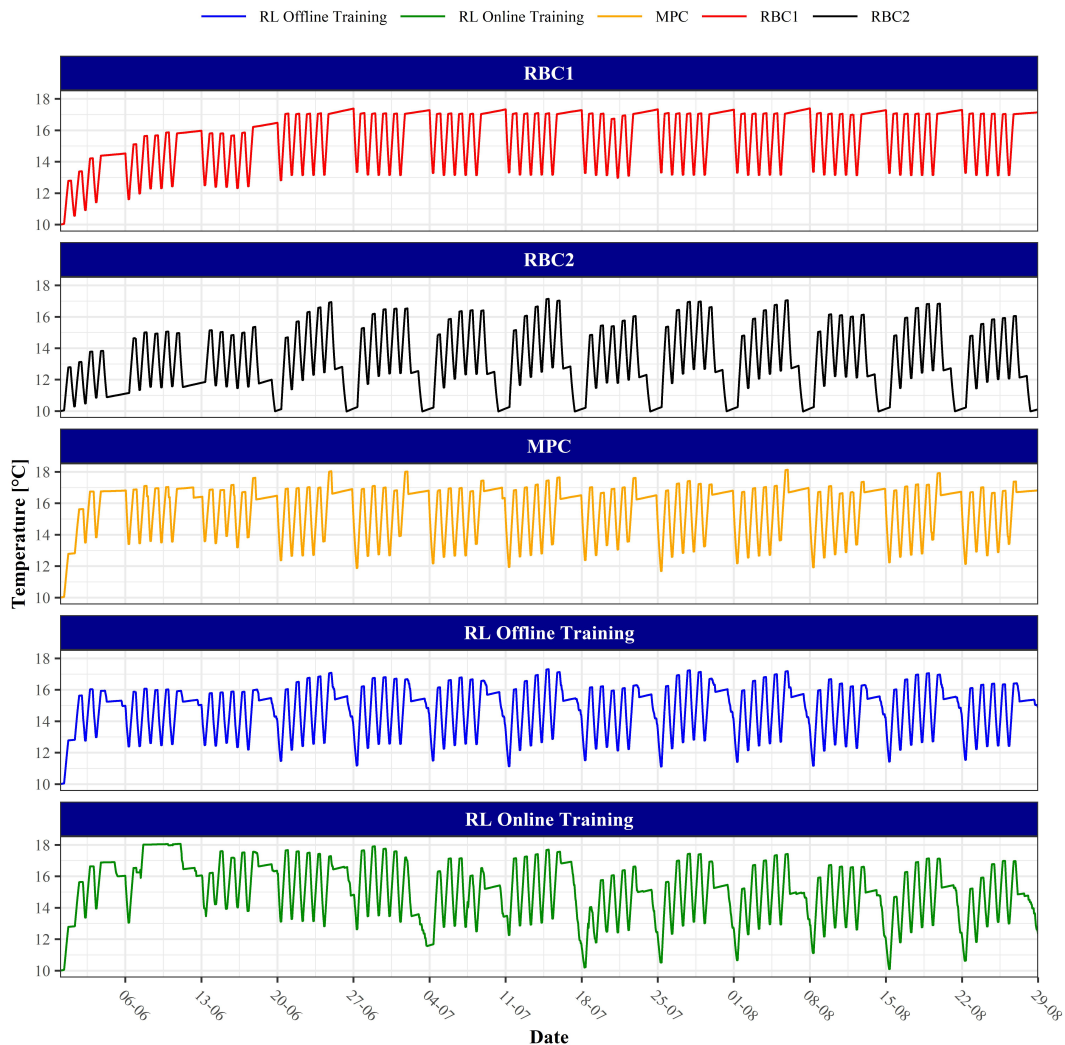 RL Offline Training RL Online Training MPC RBC1 RBC2
RBC1
18
16
14
12
10
RBC2
18
16
14
12
10
MPC
18
16
14
12
10
RL Offline Training
18
16
14
12
10
RL Online Training
18
16
14
12
10
Temperature [°C]
06-06 13-06 20-06 27-06 04-07 11-07 18-07 25-07 01-08 08-08 15-08 22-08 29-08
Date